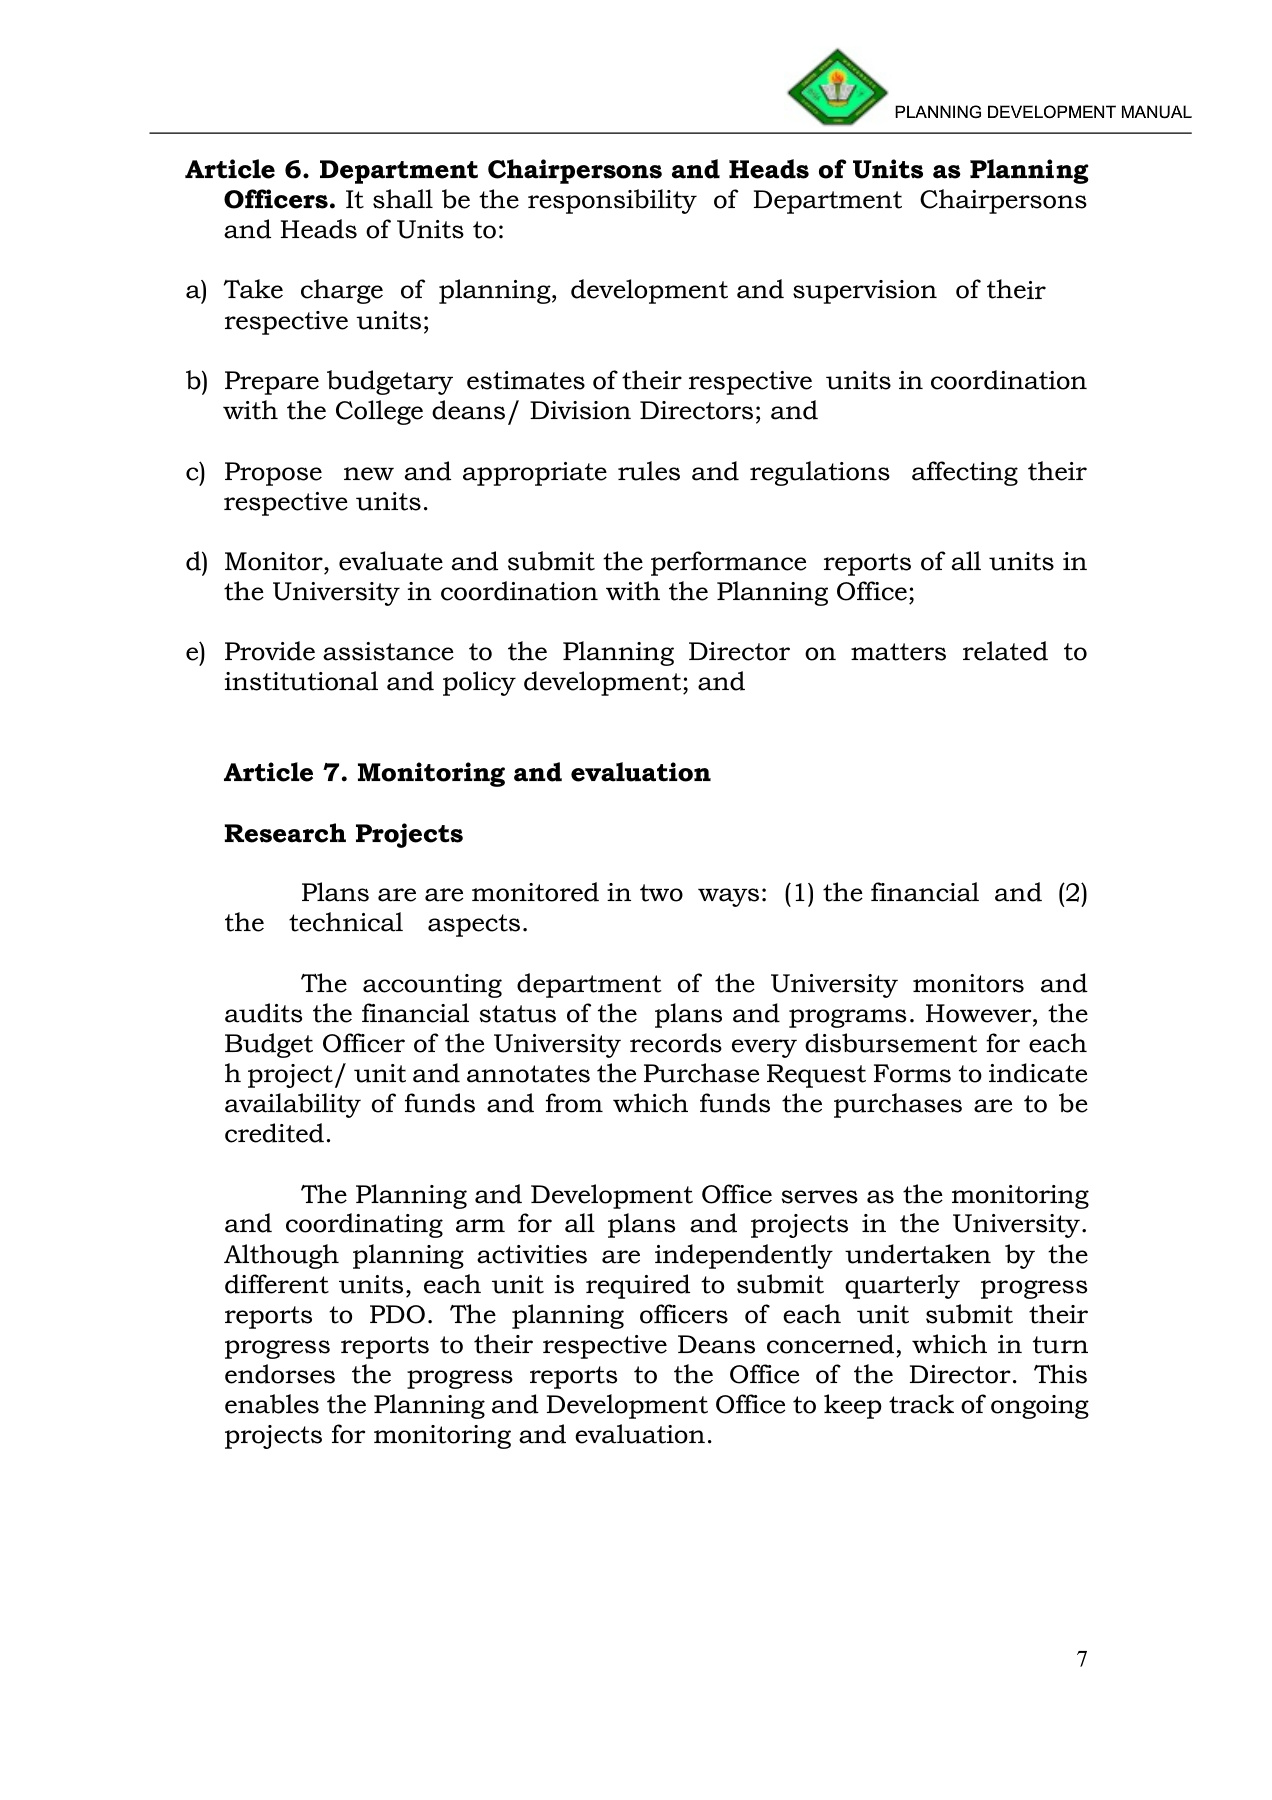 PLANNING DEVELOPMENT MANUAL
Article 6. Department Chairpersons and Heads of Units as Planning
Officers. It shall be the responsibility of Department Chairpersons
and Heads of Units to:
a) Take charge of planning, development and supervision of their
respective units;
b) Prepare budgetary estimates of their respective units in coordination
with the College deans/ Division Directors; and
c) Propose new and appropriate rules and regulations affecting their
respective units.
d) Monitor, evaluate and submit the performance reports of all units in
the University in coordination with the Planning Office;
e) Provide assistance to the Planning Director on matters related to
institutional and policy development; and
Article 7. Monitoring and evaluation
Research Projects
Plans are are monitored in two ways: (1) the financial and (2)
the technical aspects.
The accounting department of the University monitors and
audits the financial status of the plans and programs. However, the
Budget Officer of the University records every disbursement for each
h project/ unit and annotates the Purchase Request Forms to indicate
availability of funds and from which funds the purchases are to be
credited.
The Planning and Development Office serves as the monitoring
and coordinating arm for all plans and projects in the University.
Although planning activities are independently undertaken by the
different units, each unit is required to submit quarterly progress
reports to PDO. The planning officers of each unit submit their
progress reports to their respective Deans concerned, which in turn
endorses the progress reports to the Office of the Director. This
enables the Planning and Development Office to keep track of ongoing
projects for monitoring and evaluation.
7